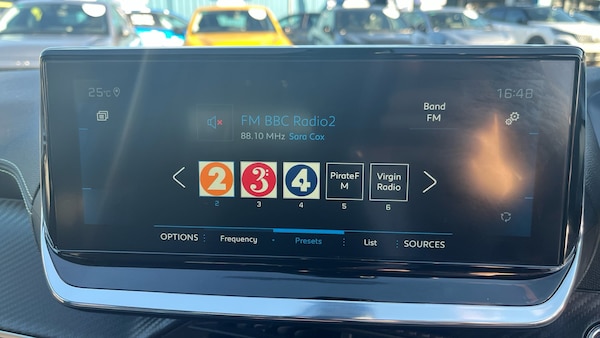 25°C
16:48
FM BBC Radio2
88.10 MHz Sara Cox
Band
FM
2
3
4
PirateF
M
Virgin
Radio
2
3
4
5
6
OPTIONS
Frequency
Presets
List
SOURCES